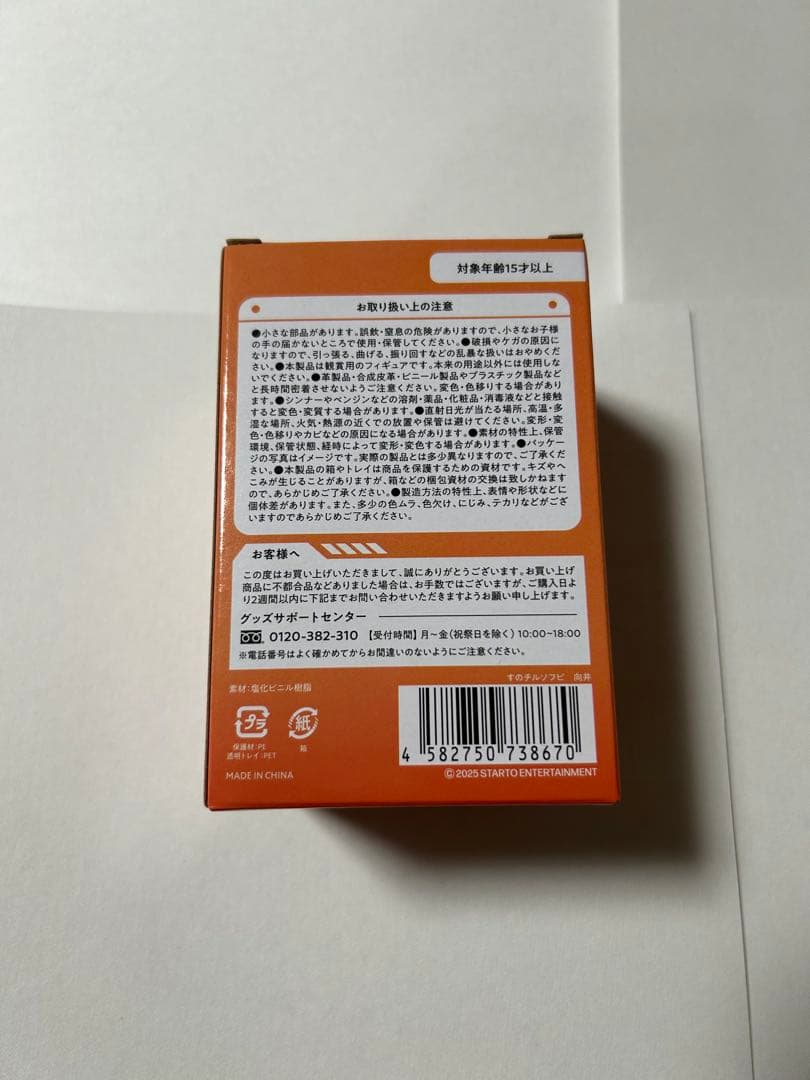 対象年齢15才以上
お取り扱い上の注意
●小さな部品があります。誤飲・窒息の危険がありますので、小さなお子様
の手の届かないところで使用・保管してください。●破損やケガの原因に
なりますので、引っ張る、曲げる、振り回すなどの乱暴な扱いはおやめくだ
さい。●本製品は観賞用のフィギュアです。本来の用途以外には使用しな
いでください。●革製品・合成皮革・ビニール製品やプラスチック製品など
と長時間密着させないようご注意ください。変色・色移りする場合がありま
す。●シンナーやベンジンなどの溶剤・薬品・化粧品・消毒液などと接触
すると変色・変質する場合があります。●直射日光が当たる場所、高温・多
湿な場所、火気・熱源の近くでの放置や保管は避けてください。変形・変
色・色移りやカビなどの原因になる場合があります。●素材の特性上、保管
環境、保管状態、経時によって変形・変色する場合があります。●パッケー
ジの写真はイメージです。実際の製品とは多少異なりますので、ご了承くだ
さい。●本製品の箱やトレイは商品を保護するための資材です。キズやへ
こみが生じることがありますが、箱などの梱包資材の交換は致しかねます
ので、あらかじめご了承ください。●製造方法の特性上、表情や形状などに
個体差があります。また、多少の色ムラ、色欠け、にじみ、テカリなどがござ
いますのであらかじめご了承ください。
お客様へ
この度はお買い上げいただきまして、誠にありがとうございます。お買い上げ
商品に不都合品などありました場合は、お手数ではございますが、ご購入日よ
り2週間以内に下記までお問い合わせいただきますようお願い申し上げます。
グッズサポートセンター
0120-382-310 【受付時間】月〜金(祝祭日を除く)10:00〜18:00
※電話番号はよく確かめてからお間違いのないようにご注意ください。
素材:塩化ビニル樹脂
すのチルソフビ 向井
プラ
紙
保護材:PE
透明トレイ:PET
箱
4 582750 738670
MADE IN CHINA
© 2025 STARTO ENTERTAINMENT